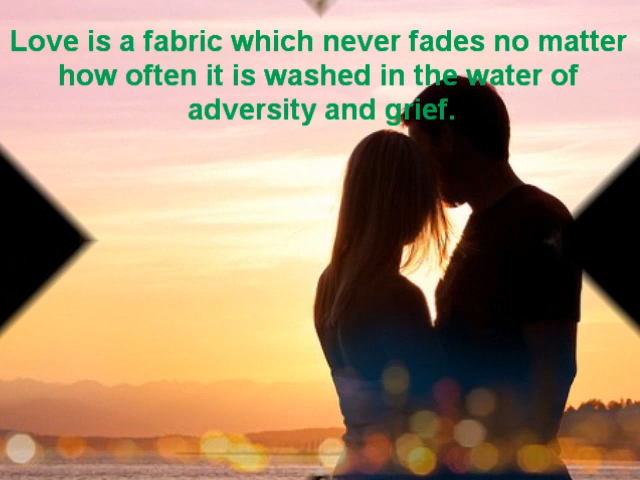 Love is a fabric which never fades no matter
how often it is washed in the water of
adversity and grief.